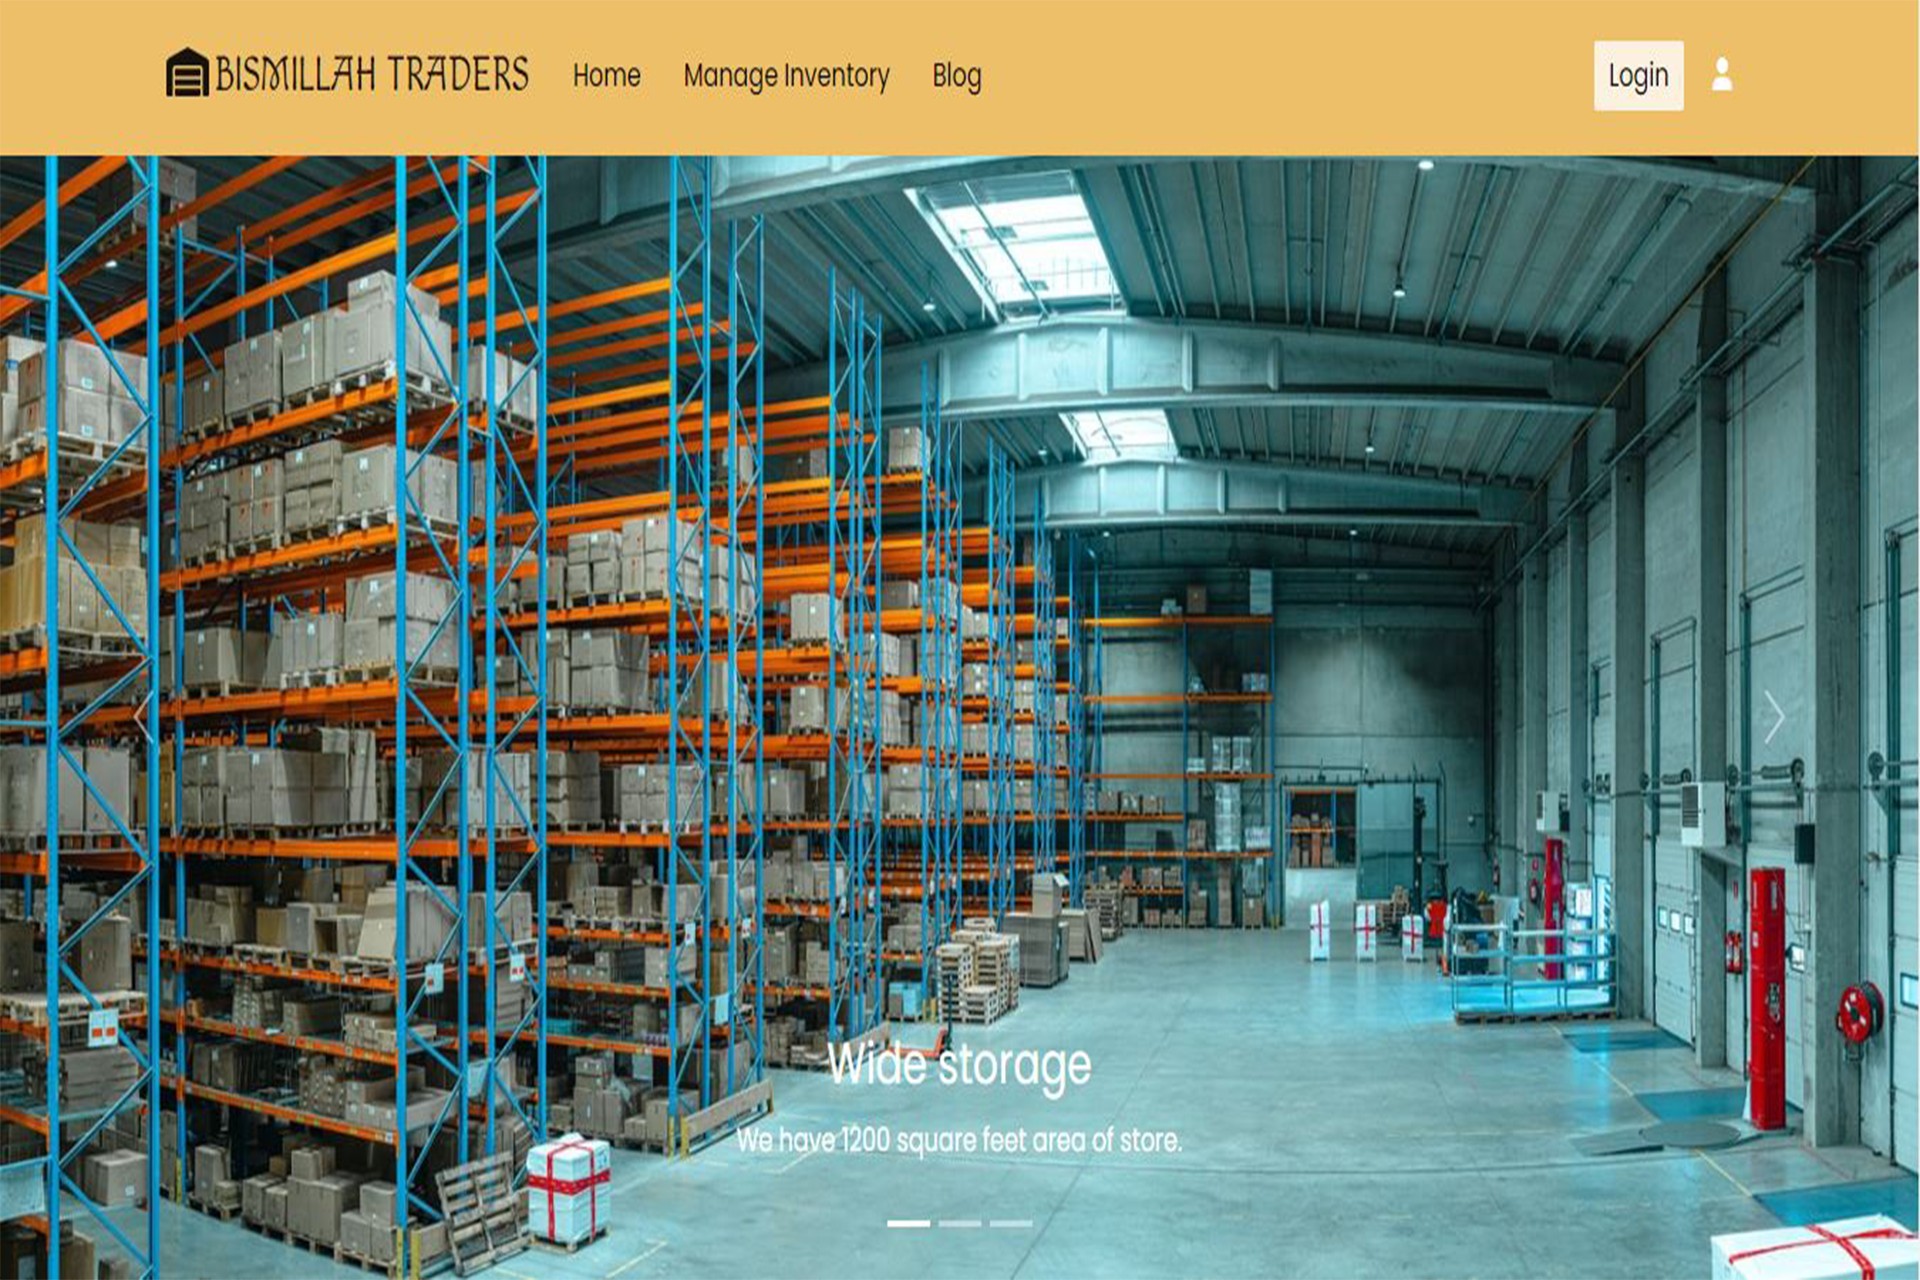 BISMILLAH TRADERS
Home
Manage Inventory
Blog
Login
Wide storage
We have 1200 square feet area of store.